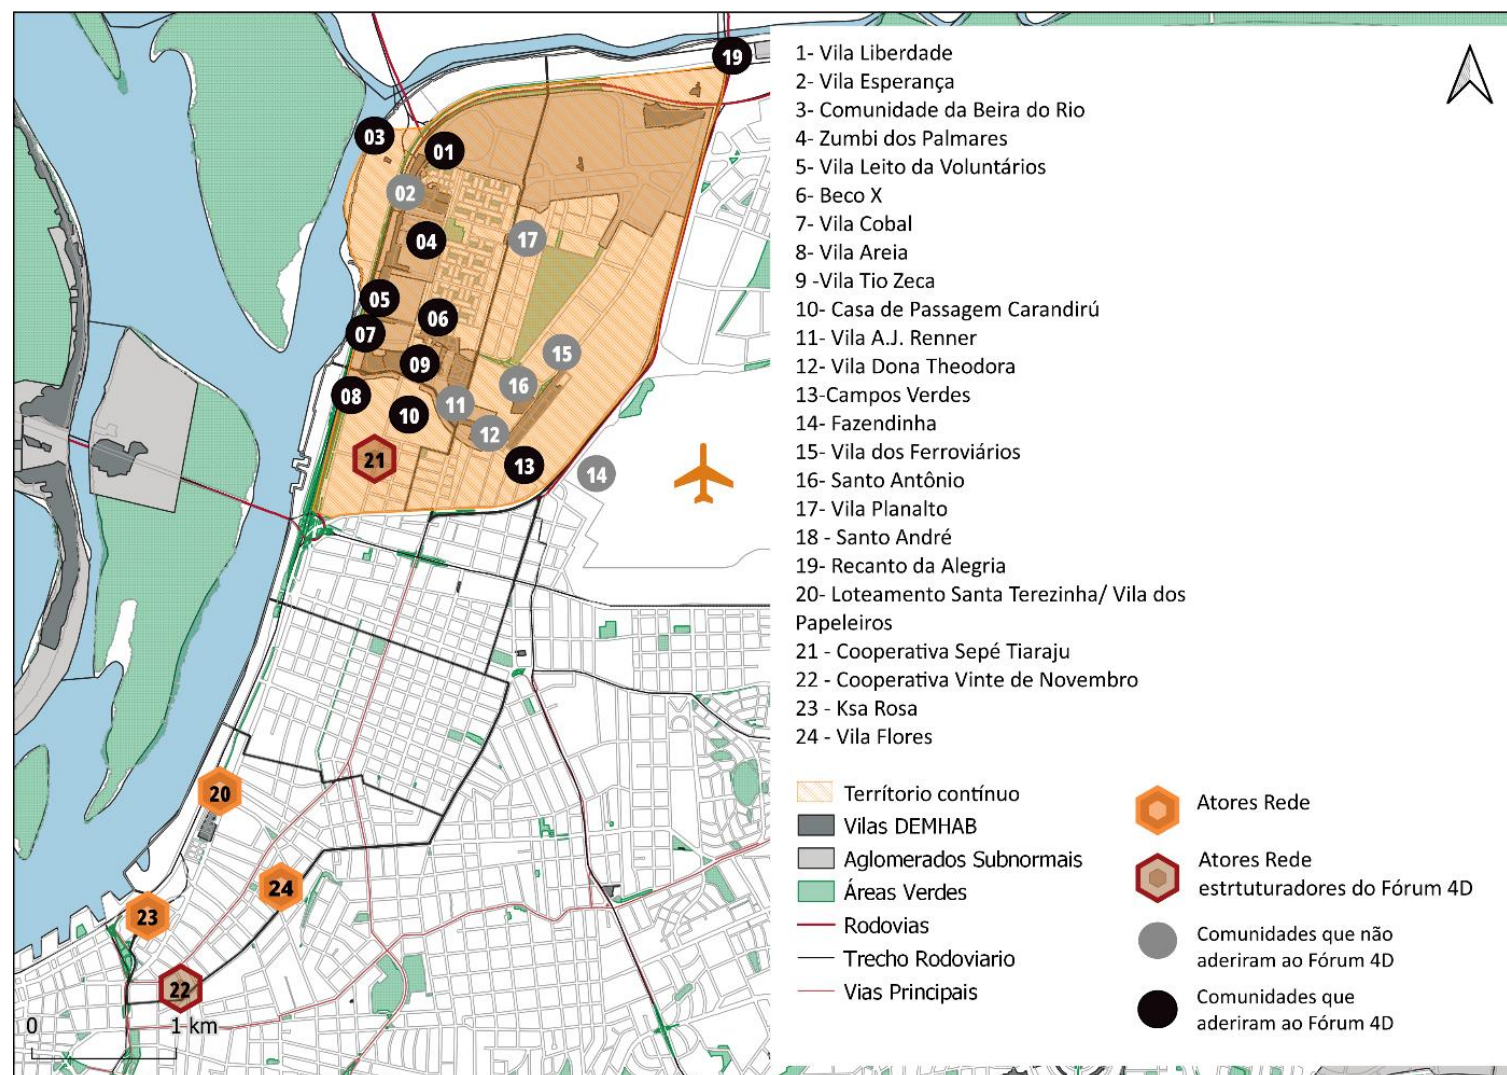 19
03
01
02
04
17
05
06
07
15
09
16
08
11
10
12
21
13
14
20
24
23
22
0
1 km
1- Vila Liberdade
2- Vila Esperança
3- Comunidade da Beira do Rio
4- Zumbi dos Palmares
5- Vila Leito da Voluntários
6- Beco X
7- Vila Cobal
8- Vila Areia
9 -Vila Tio Zeca
10- Casa de Passagem Carandirú
11- Vila A.J. Renner
12- Vila Dona Theodora
13-Campos Verdes
14- Fazendinha
15- Vila dos Ferroviários
16- Santo Antônio
17- Vila Planalto
18 - Santo André
19- Recanto da Alegria
20- Loteamento Santa Terezinha/ Vila dos
Papeleiros
21 - Cooperativa Sepé Tiaraju
22 - Cooperativa Vinte de Novembro
23 - Ksa Rosa
24 - Vila Flores
Território contínuo
Vilas DEMHAB
Aglomerados Subnormais
Áreas Verdes
Rodovias
Trecho Rodoviario
Vias Principais
Atores Rede
Atores Rede
estrtuturadores do Fórum 4D
Comunidades que não
aderiram ao Fórum 4D
Comunidades que
aderiram ao Fórum 4D